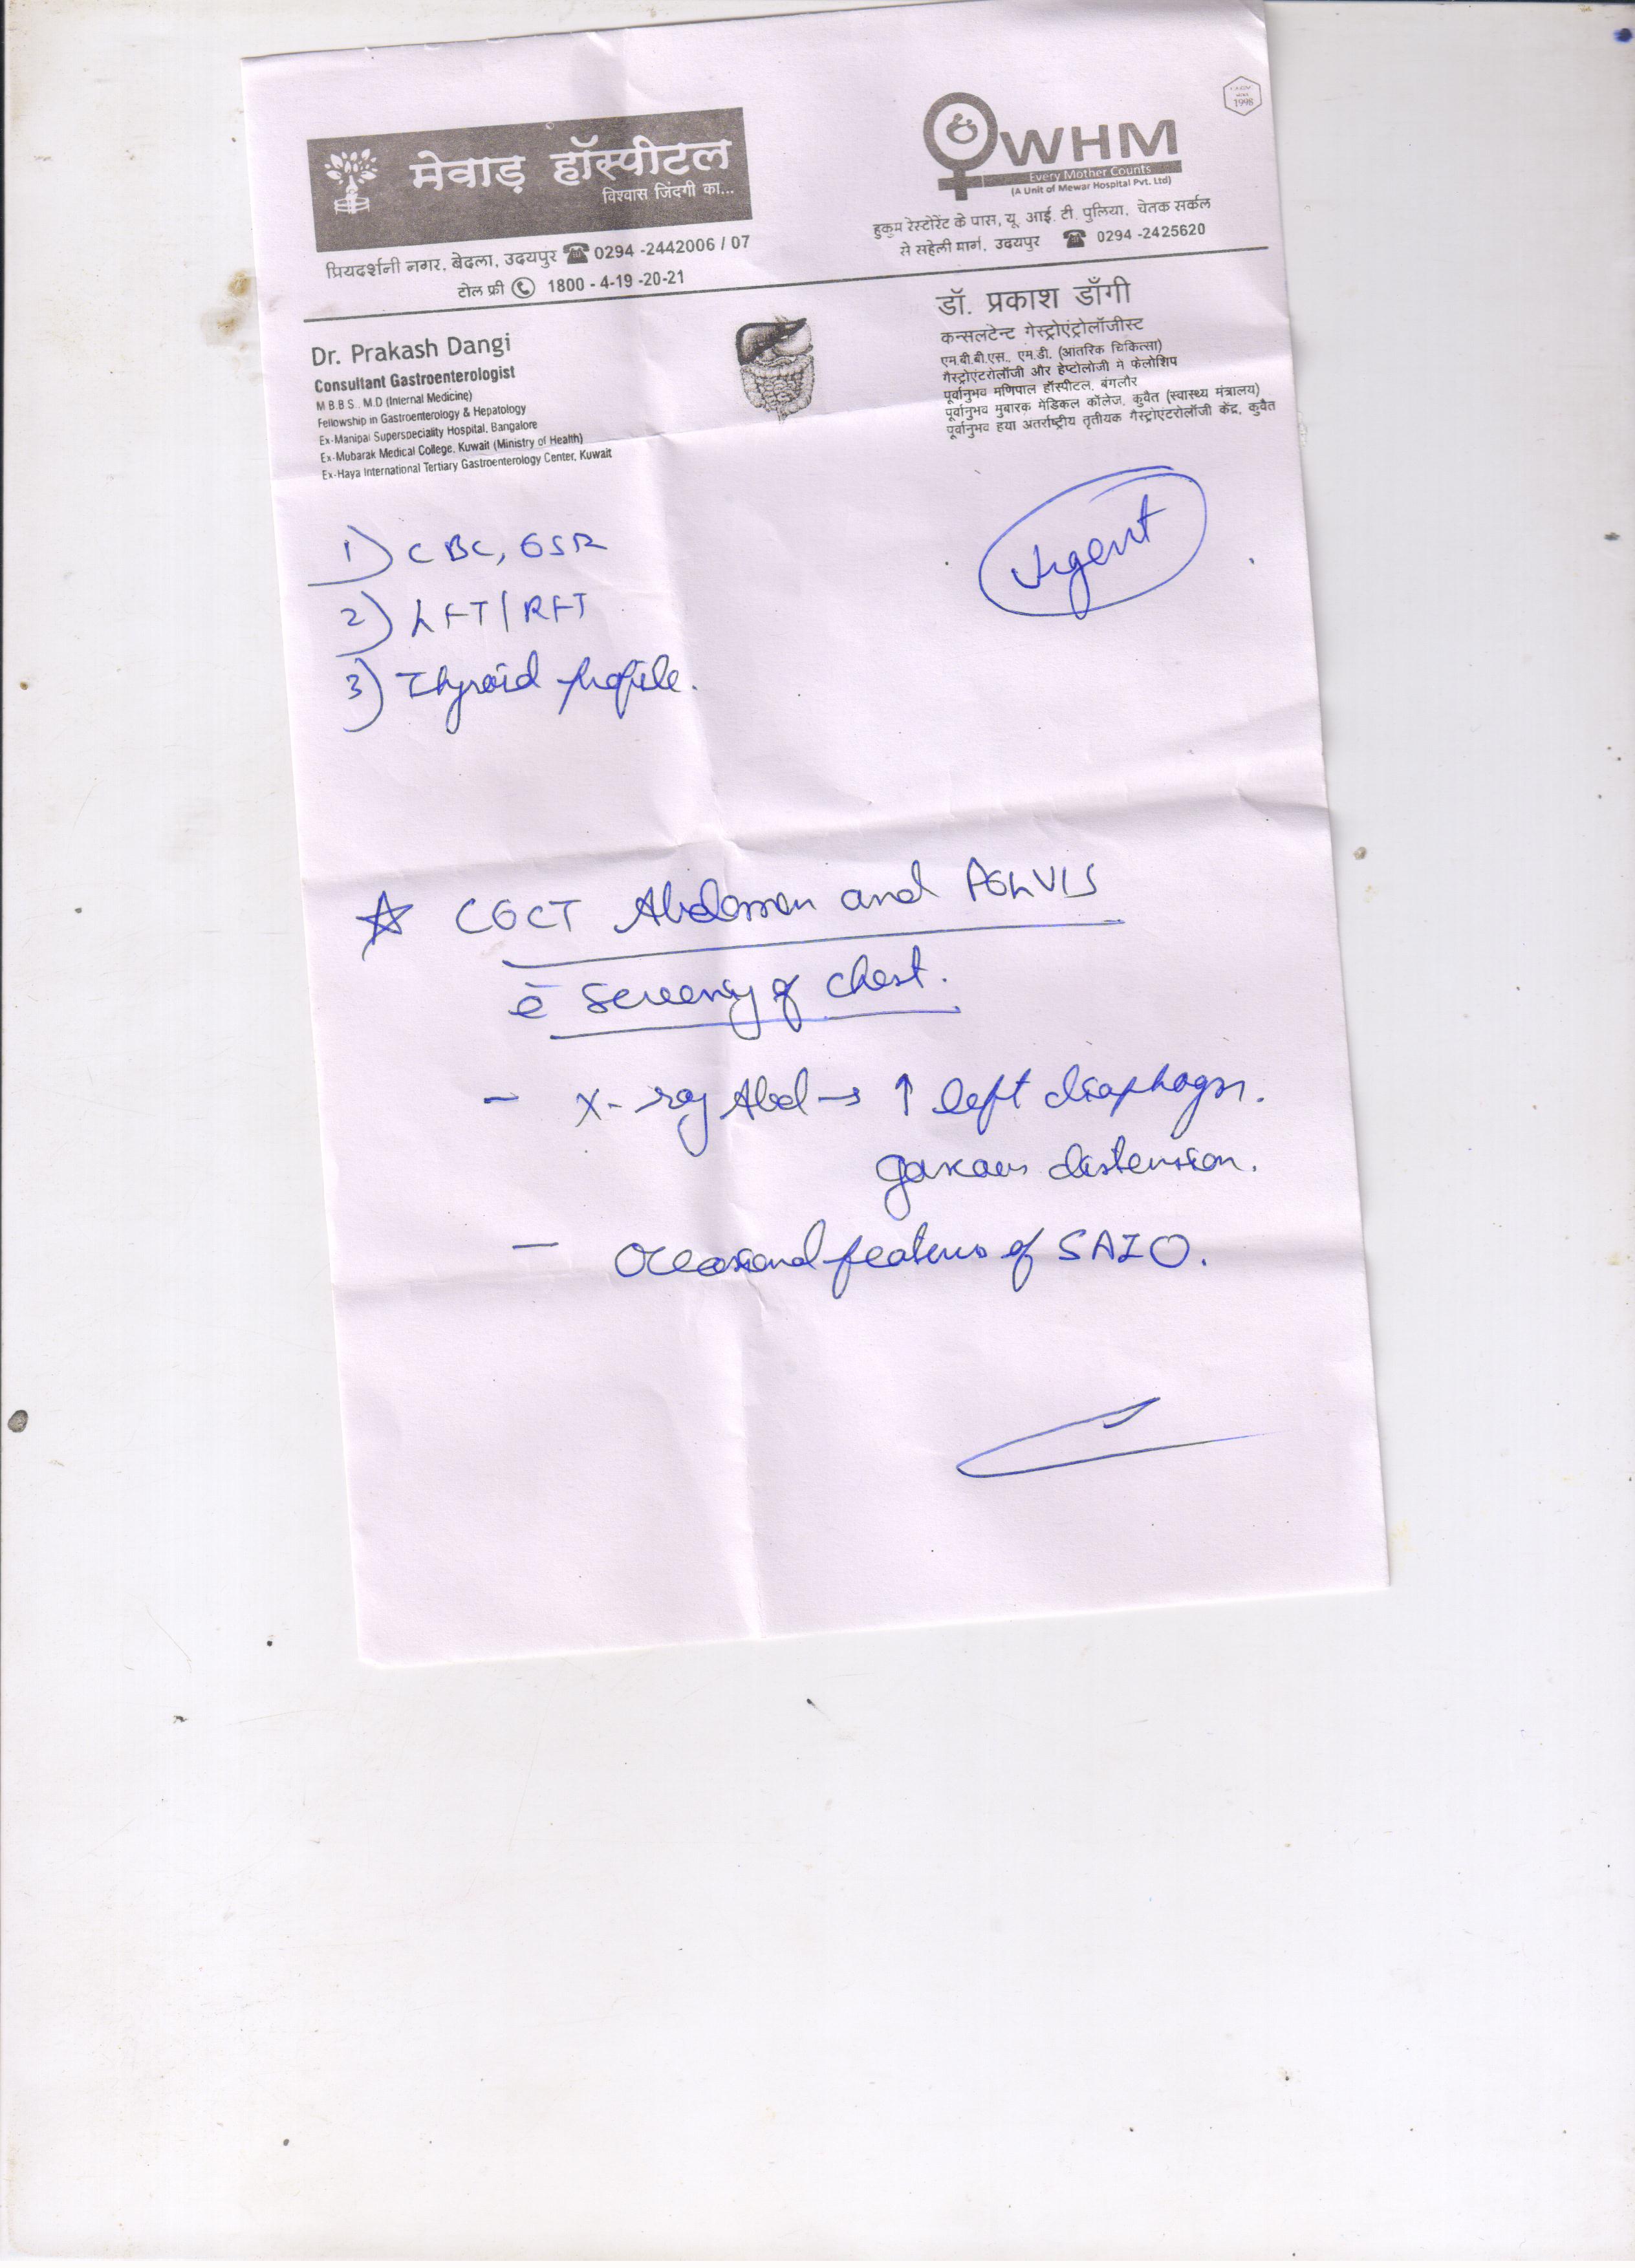 मेवाड़ हॉस्पीटल
विश्वास जिंदगी का...
प्रियदर्शनी नगर, बेदला, उदयपुर ☎ 0294 -2442006 / 07
टोल फ्री 1800 - 4-19 -20-21
1998
WHM
Every Mother Counts
(A Unit of Mewar Hospital Pvt. Ltd)
हुकुम रेस्टोरेंट के पास, यू. आई. टी. पुलिया, चेतक सर्कल
से सहेली मार्ग, उदयपुर ☎ 0294 -2425620
Dr. Prakash Dangi
Consultant Gastroenterologist
M B.B.S.. M.D (Internal Medicine)
Fellowship in Gastroenterology & Hepatology
Ex-Manipal Superspeciality Hospital, Bangalore
Ex-Mubarak Medical College, Kuwait (Ministry of Health)
Ex-Haya International Tertiary Gastroenterology Center, Kuwait
डॉ. प्रकाश डाँगी
कन्सलटेन्ट गेस्ट्रोएंट्रोलॉजीस्ट
एम.बी.बी.एस., एम.डी. (आतरिक चिकित्सा)
गैस्ट्रोएंटरोलॉजी और हेप्टोलोजी में फेलोशिप
पूर्वानुभव मणिपाल हॉस्पीटल, बंगलौर
पूर्वानुभव मुबारक मेडिकल कॉलेज, कुवैत (स्वास्थ्य मंत्रालय)
पूर्वानुभव हया अतर्राष्ट्रीय तृतीयक गैस्ट्रोएंटरोलॉजी केंद्र, कुवैत
Urgent
1) CBC, ESR
2) LFT/RFT
3) Thyroid profile.
☆ CECT Abdomen and PELVIS
c̄ screening of chest.
- X-ray Abd → ↑ left diaphragm.
gaseous distension.
- Occasional features of SAIO.